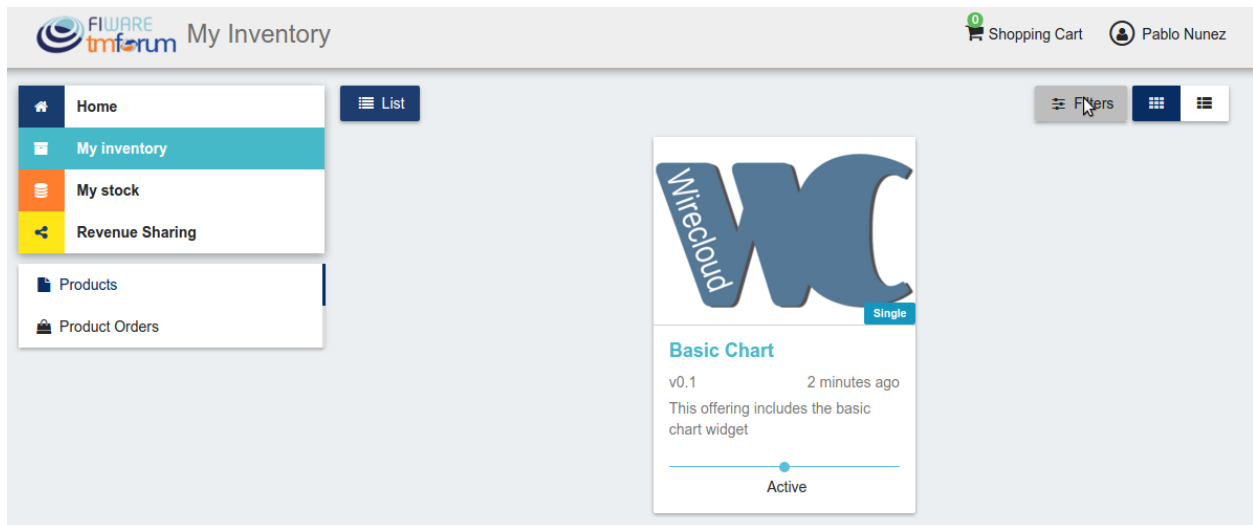 FIWARE
tmforum
My Inventory
0
Shopping Cart
Pablo Nunez
Home
My inventory
My stock
Revenue Sharing
Products
Product Orders
List
Filters
Wirecloud
WC
Single
Basic Chart
v0.1
2 minutes ago
This offering includes the basic
chart widget
Active